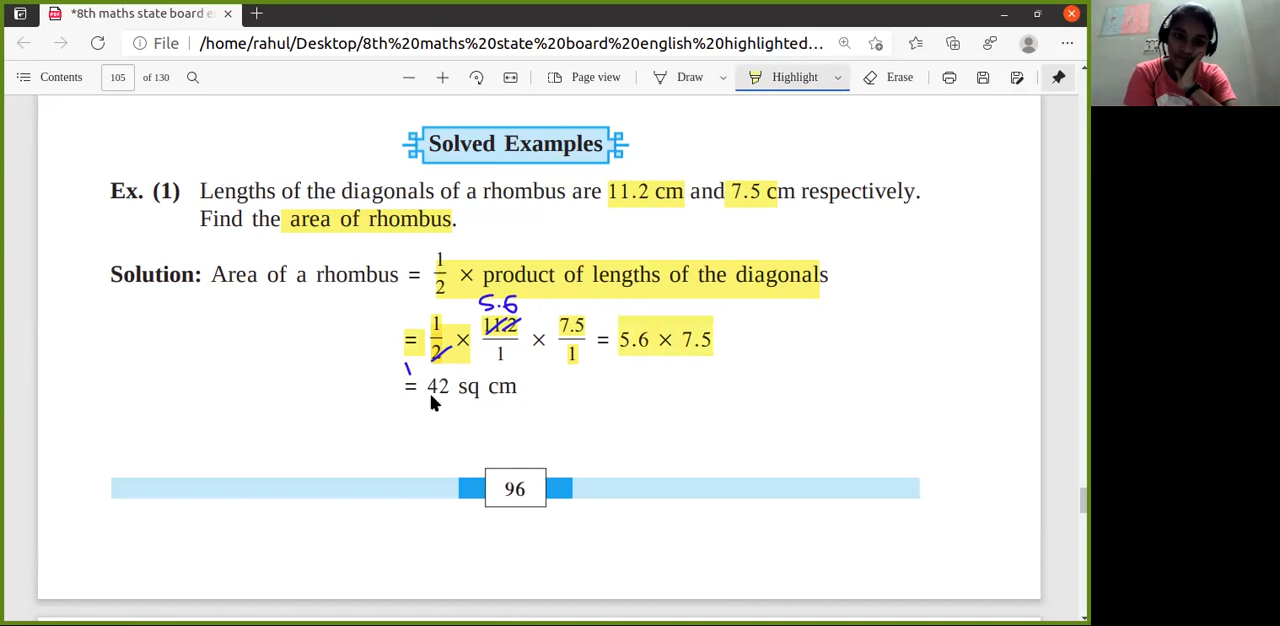 *8th maths state board e
File /home/rahul/Desktop/8th%20maths%20state%20board%20english%20highlighted...
Contents 105 of 130 Page view Draw Highlight Erase
Solved Examples
Ex. (1) Lengths of the diagonals of a rhombus are 11.2 cm and 7.5 cm respectively.
Find the area of rhombus.
Solution: Area of a rhombus = 1/2 × product of lengths of the diagonals
5.6
= 1/2 × 11.2/1 × 7.5/1 = 5.6 × 7.5
1
= 42 sq cm
96